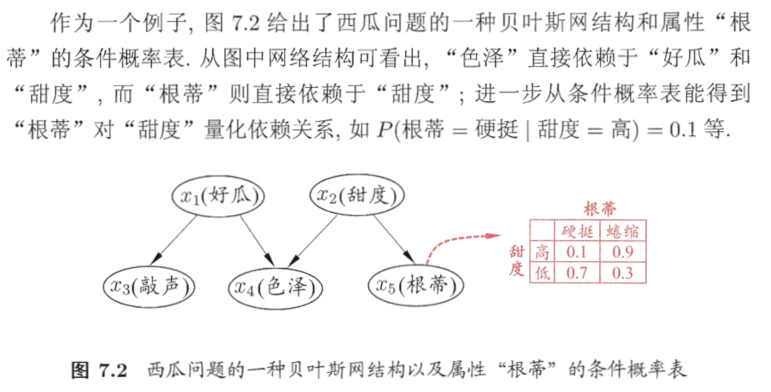 作为一个例子, 图 7.2 给出了西瓜问题的一种贝叶斯网结构和属性“根
蒂”的条件概率表. 从图中网络结构可看出, “色泽”直接依赖于“好瓜”和
“甜度”, 而“根蒂”则直接依赖于“甜度”; 进一步从条件概率表能得到
“根蒂”对“甜度”量化依赖关系, 如 P(根蒂 = 硬挺 | 甜度 = 高) = 0.1 等.
x1(好瓜) x2(甜度)
根蒂
硬挺 蜷缩
甜度
高 0.1 0.9
低 0.7 0.3
x3(敲声) x4(色泽) x5(根蒂)
图 7.2 西瓜问题的一种贝叶斯网结构以及属性“根蒂”的条件概率表